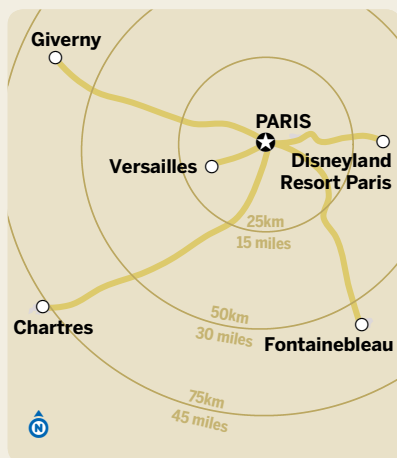 Giverny
PARIS
Versailles
Disneyland
Resort Paris
25km
15 miles
50km
30 miles
Chartres
Fontainebleau
75km
45 miles
N